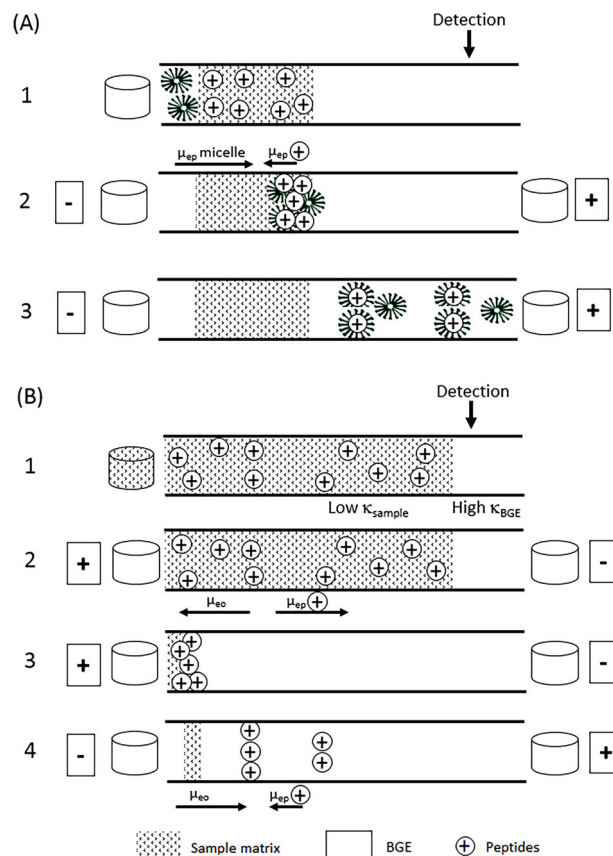 (A)
Detection
1
+ + + + + + +
μep micelle μep +
2
- + + + + + +
3
- + + + + +
(B)
Detection
1
+ + + + + + + + + +
Low κsample High κBGE
2
+ + + + + + + + + + + -
μeo μep +
3
+ + + + + + -
4
- + + + + + +
μeo μep +
Sample matrix BGE + Peptides